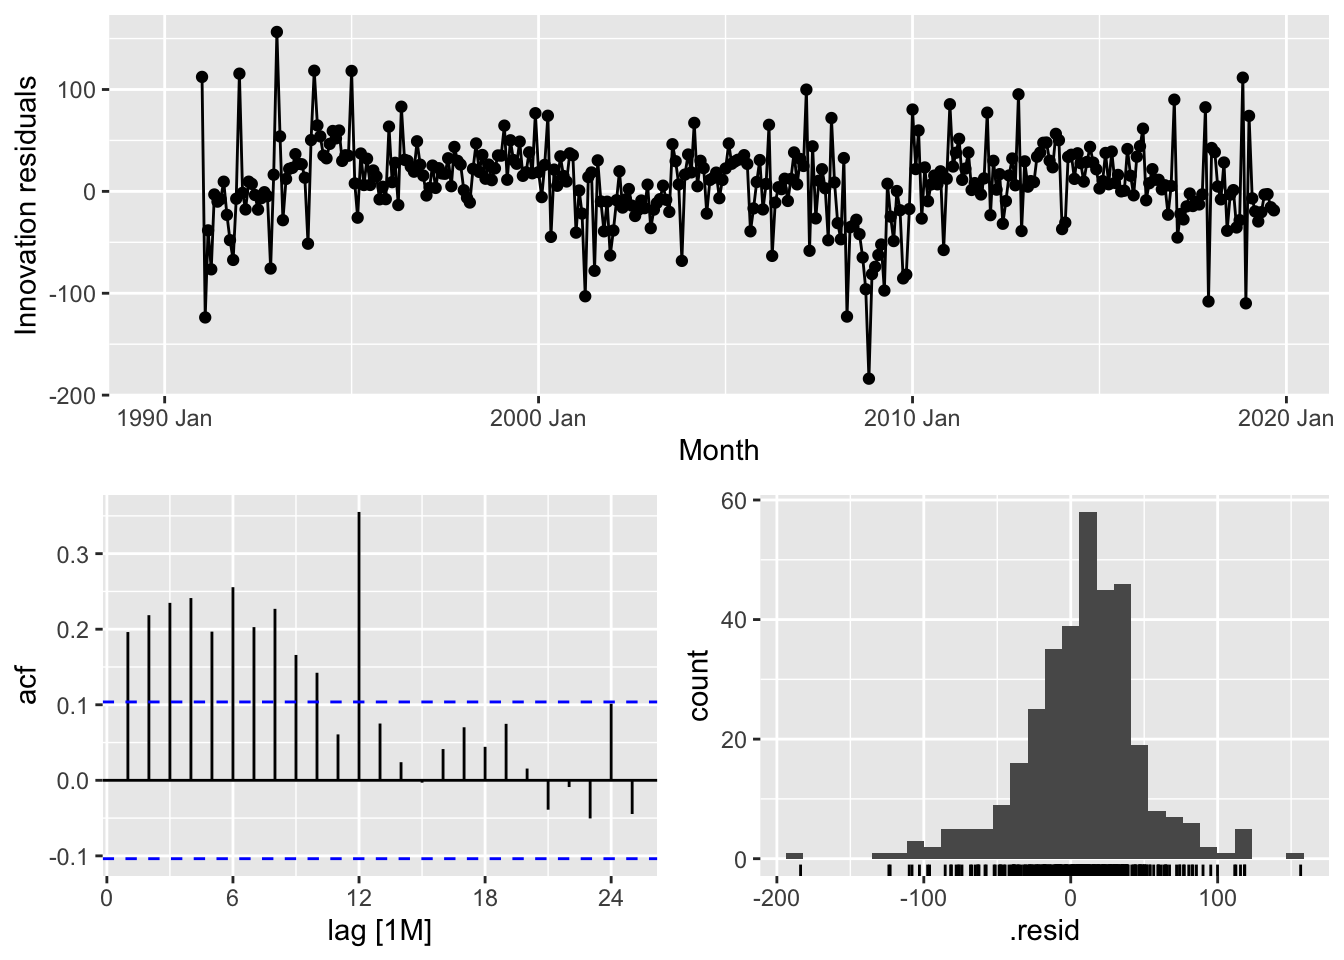 Innovation residuals
100
0
-100
-200
1990 Jan 2000 Jan 2010 Jan 2020 Jan
Month
acf
0.3
0.2
0.1
0.0
-0.1
0 6 12 18 24
lag [1M]
count
60
40
20
0
-200 -100 0 100
.resid